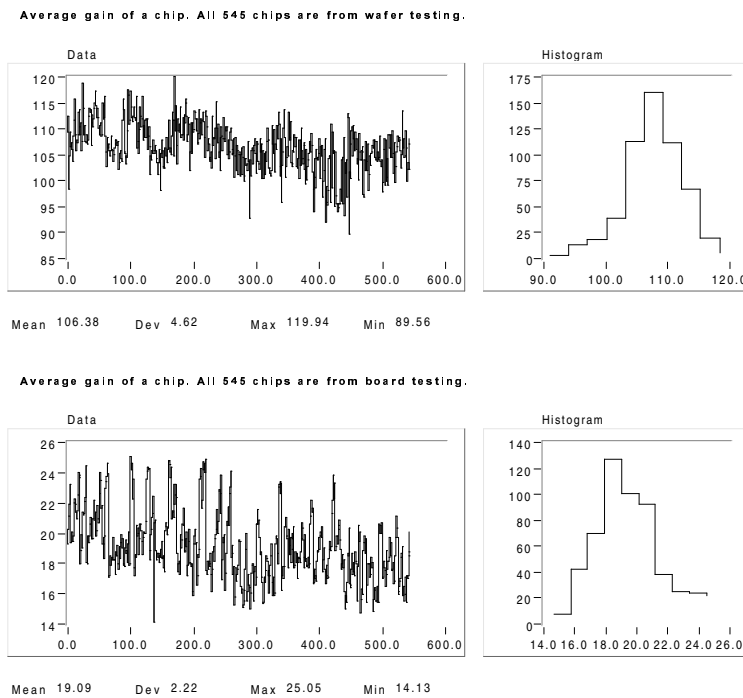 Average gain of a chip. All 545 chips are from wafer testing.
Data
Histogram
120
115
110
105
100
95
90
85
0.0 100.0 200.0 300.0 400.0 500.0 600.0
175
150
125
100
75
50
25
0
90.0 100.0 110.0 120.0
Mean 106.38 Dev 4.62 Max 119.94 Min 89.56
Average gain of a chip. All 545 chips are from board testing.
Data
Histogram
26
24
22
20
18
16
14
0.0 100.0 200.0 300.0 400.0 500.0 600.0
140
120
100
80
60
40
20
0
14.0 16.0 18.0 20.0 22.0 24.0 26.0
Mean 19.09 Dev 2.22 Max 25.05 Min 14.13